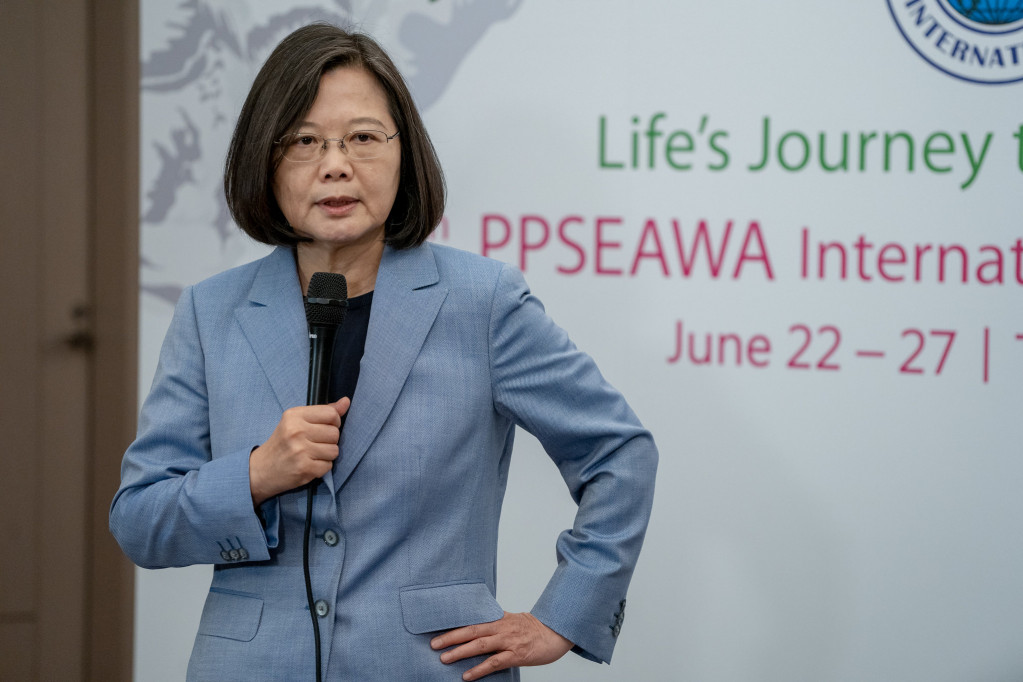 INTERNAT
Life's Journey t
PPSEAWA Internat
June 22 – 27 |